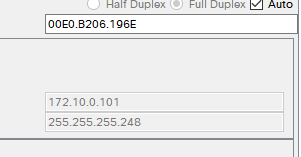 Half Duplex Full Duplex Auto
00E0.B206.196E
172.10.0.101
255.255.255.248